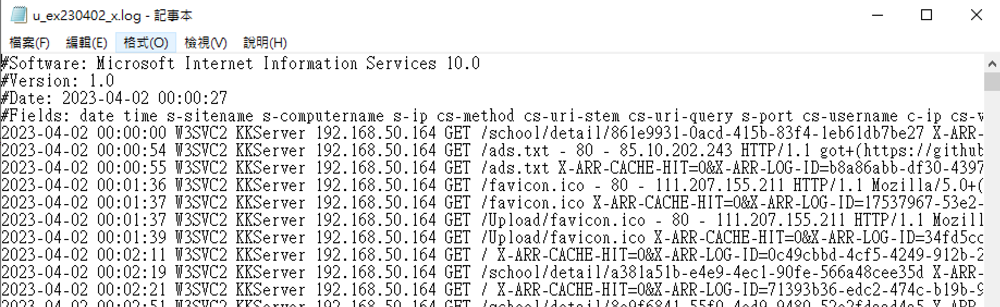 u_ex230402_x.log - 記事本
檔案(F) 編輯(E) 格式(O) 檢視(V) 說明(H)
#Software: Microsoft Internet Information Services 10.0
#Version: 1.0
#Date: 2023-04-02 00:00:27
#Fields: date time s-sitename s-computername s-ip cs-method cs-uri-stem cs-uri-query s-port cs-username c-ip cs-v
2023-04-02 00:00:00 W3SVC2 KKServer 192.168.50.164 GET /school/detail/861e9931-0acd-415b-83f4-1eb61db7be27 X-ARR-
2023-04-02 00:00:54 W3SVC2 KKServer 192.168.50.164 GET /ads.txt - 80 - 85.10.202.243 HTTP/1.1 got+(https://github
2023-04-02 00:00:55 W3SVC2 KKServer 192.168.50.164 GET /ads.txt X-ARR-CACHE-HIT=0&X-ARR-LOG-ID=b8a86abb-df30-4397
2023-04-02 00:01:36 W3SVC2 KKServer 192.168.50.164 GET /favicon.ico - 80 - 111.207.155.211 HTTP/1.1 Mozilla/5.0+(
2023-04-02 00:01:37 W3SVC2 KKServer 192.168.50.164 GET /favicon.ico X-ARR-CACHE-HIT=0&X-ARR-LOG-ID=17537967-53e2-
2023-04-02 00:01:37 W3SVC2 KKServer 192.168.50.164 GET /Upload/favicon.ico - 80 - 111.207.155.211 HTTP/1.1 Mozill
2023-04-02 00:01:39 W3SVC2 KKServer 192.168.50.164 GET /Upload/favicon.ico X-ARR-CACHE-HIT=0&X-ARR-LOG-ID=34fd5cc
2023-04-02 00:02:11 W3SVC2 KKServer 192.168.50.164 GET / X-ARR-CACHE-HIT=0&X-ARR-LOG-ID=0c49cbbd-4cf5-4249-912b-2
2023-04-02 00:02:19 W3SVC2 KKServer 192.168.50.164 GET /school/detail/a381a51b-e4e9-4ec1-90fe-566a48cee35d X-ARR-
2023-04-02 00:02:21 W3SVC2 KKServer 192.168.50.164 GET / X-ARR-CACHE-HIT=0&X-ARR-LOG-ID=71393b36-edc2-474c-b19b-9
2023-04-02 00:02:51 W3SVC2 KKServer 192.168.50.164 GET